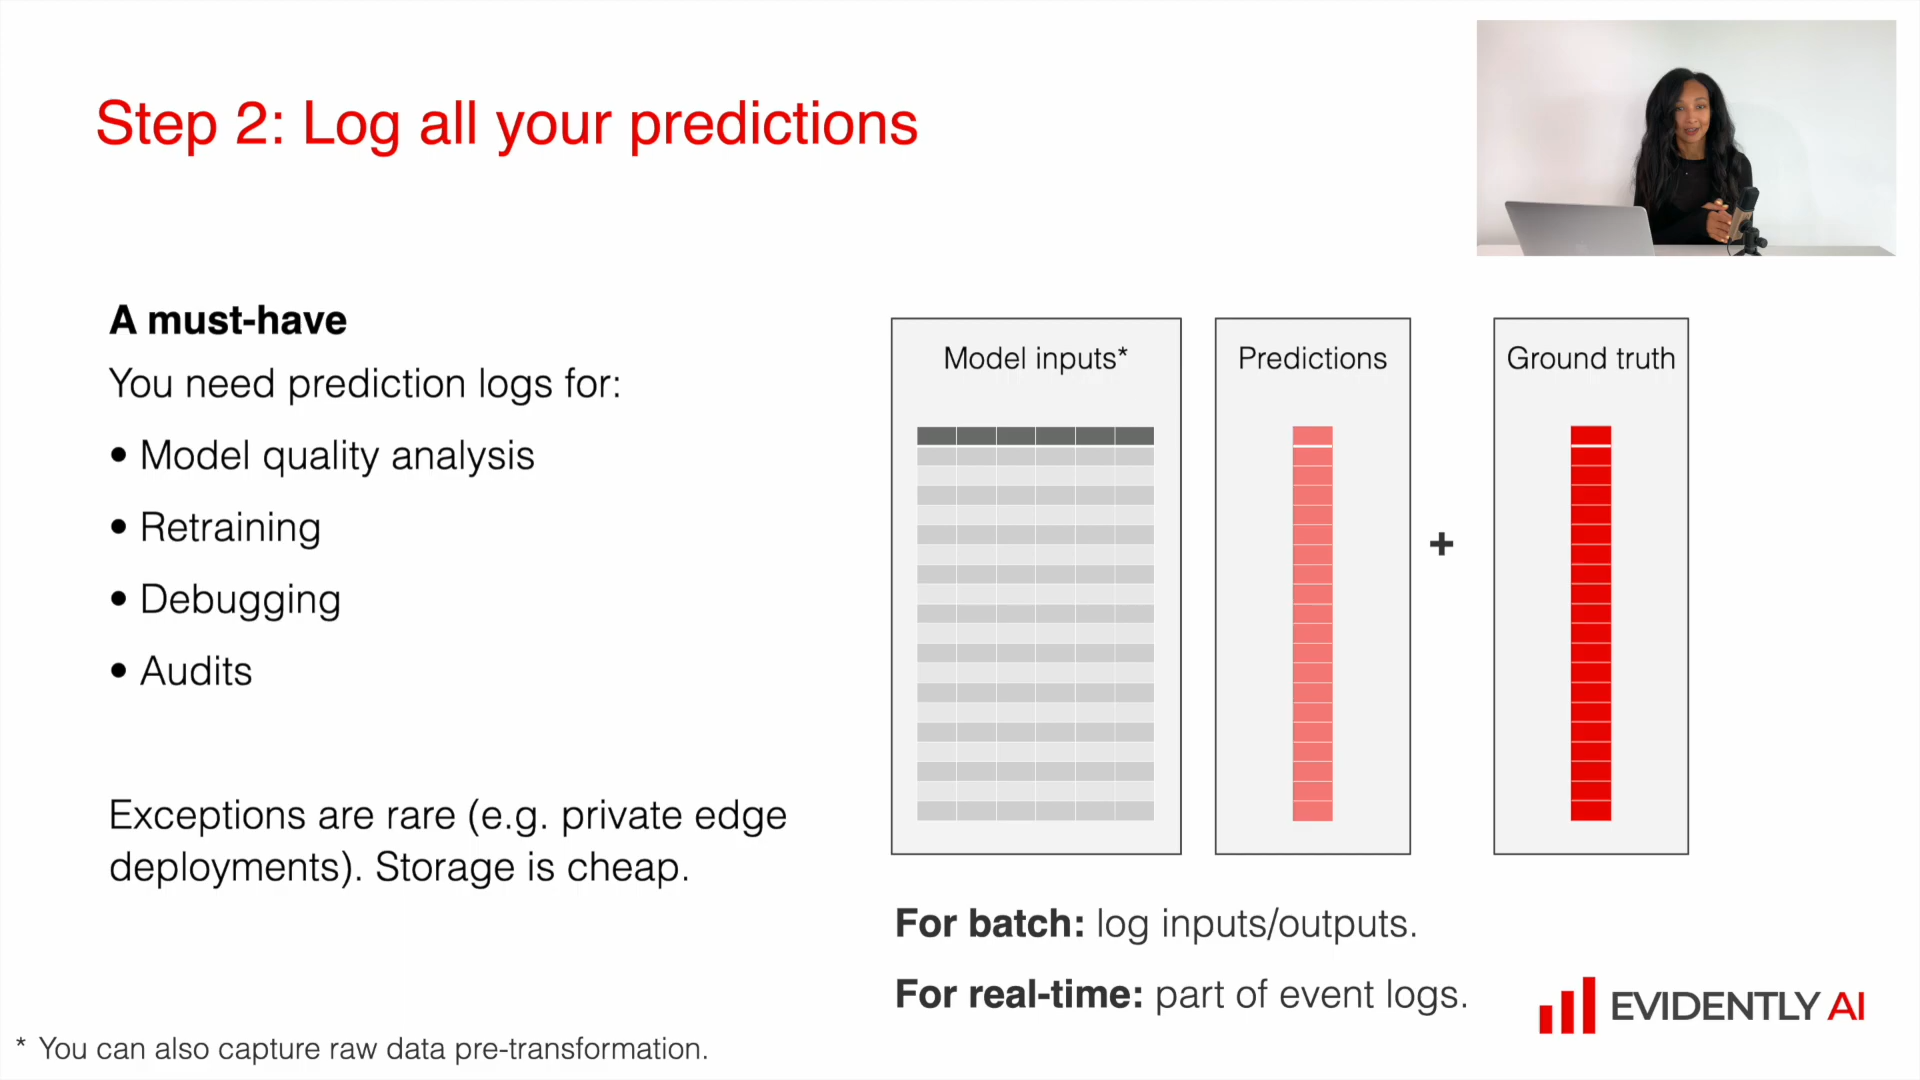 Step 2: Log all your predictions
A must-have
You need prediction logs for:
• Model quality analysis
• Retraining
• Debugging
• Audits
Exceptions are rare (e.g. private edge
deployments). Storage is cheap.
Model inputs*
Predictions
+
Ground truth
For batch: log inputs/outputs.
For real-time: part of event logs.
EVIDENTLY AI
* You can also capture raw data pre-transformation.